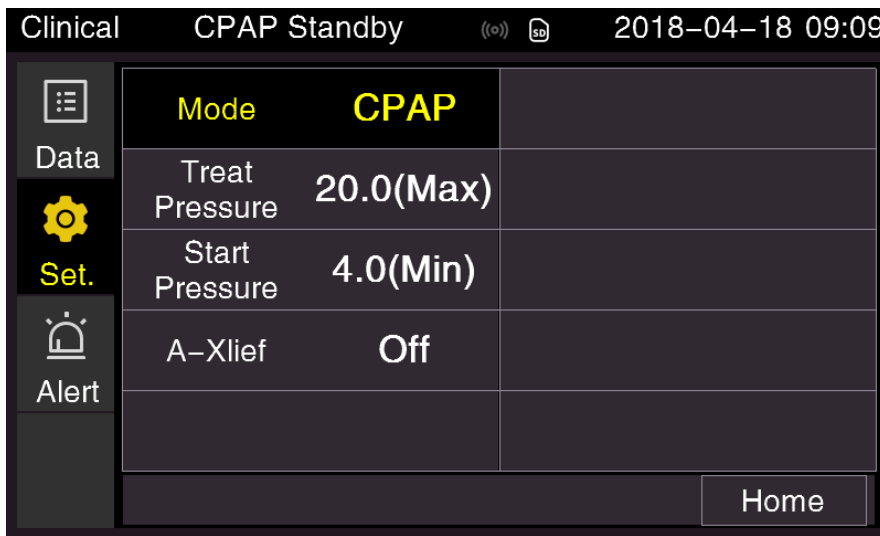 Clinical CPAP Standby SD 2018-04-18 09:09
Data
Set.
Alert
Mode CPAP
Treat
Pressure 20.0(Max)
Start
Pressure 4.0(Min)
A-Xlief Off
Home